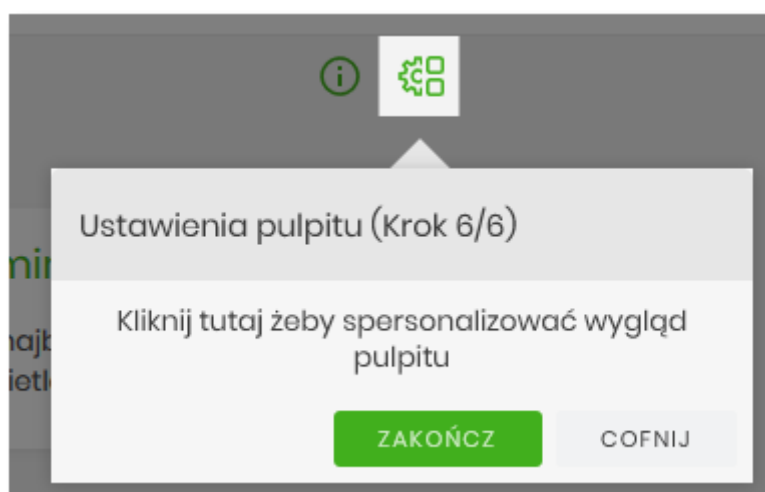 Ustawienia pulpitu (Krok 6/6)
Kliknij tutaj żeby spersonalizować wygląd
pulpitu
ZAKOŃCZ
COFNIJ